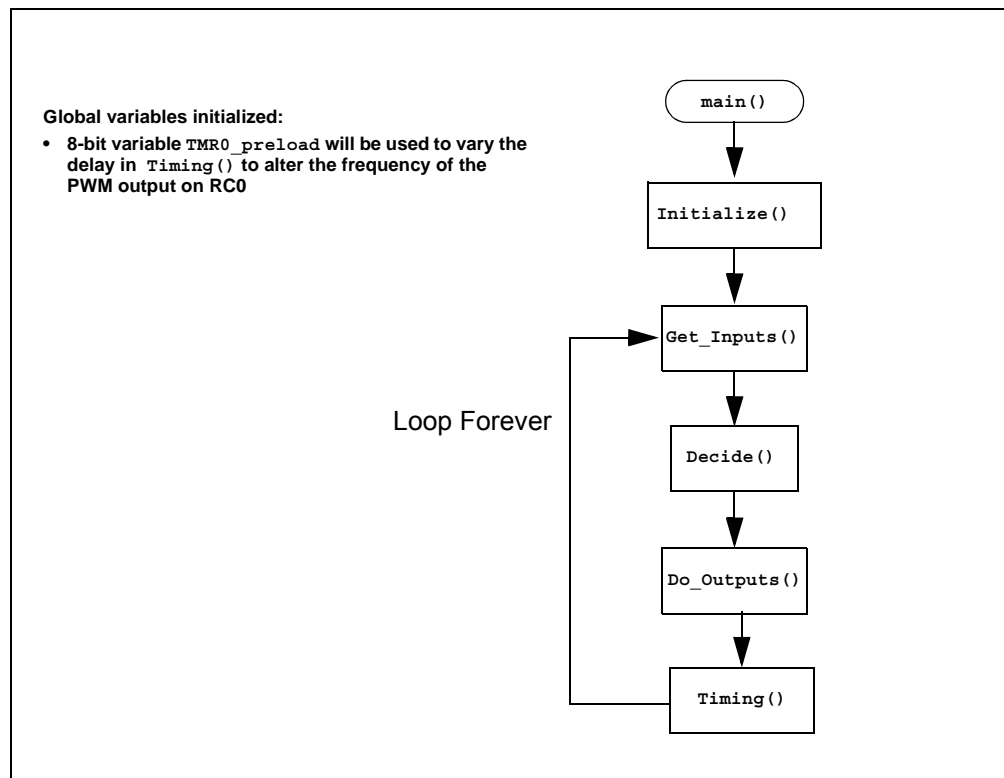 Global variables initialized:
• 8-bit variable TMR0_preload will be used to vary the
delay in Timing() to alter the frequency of the
PWM output on RC0
main()
Initialize()
Get_Inputs()
Loop Forever
Decide()
Do_Outputs()
Timing()